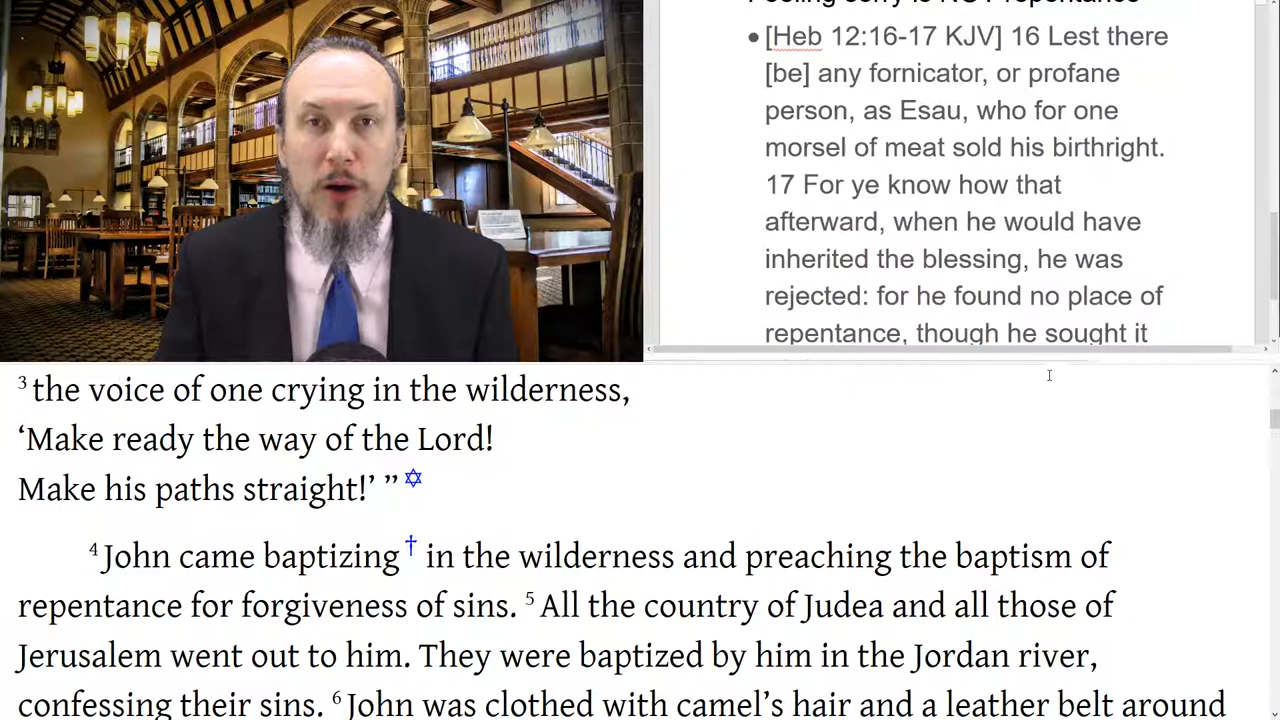 [Heb 12:16-17 KJV] 16 Lest there
[be] any fornicator, or profane
person, as Esau, who for one
morsel of meat sold his birthright.
17 For ye know how that
afterward, when he would have
inherited the blessing, he was
rejected: for he found no place of
repentance, though he sought it
3 the voice of one crying in the wilderness,
‘Make ready the way of the Lord!
Make his paths straight!’ ” ✡
4 John came baptizing † in the wilderness and preaching the baptism of
repentance for forgiveness of sins. 5 All the country of Judea and all those of
Jerusalem went out to him. They were baptized by him in the Jordan river,
confessing their sins. 6 John was clothed with camel’s hair and a leather belt around